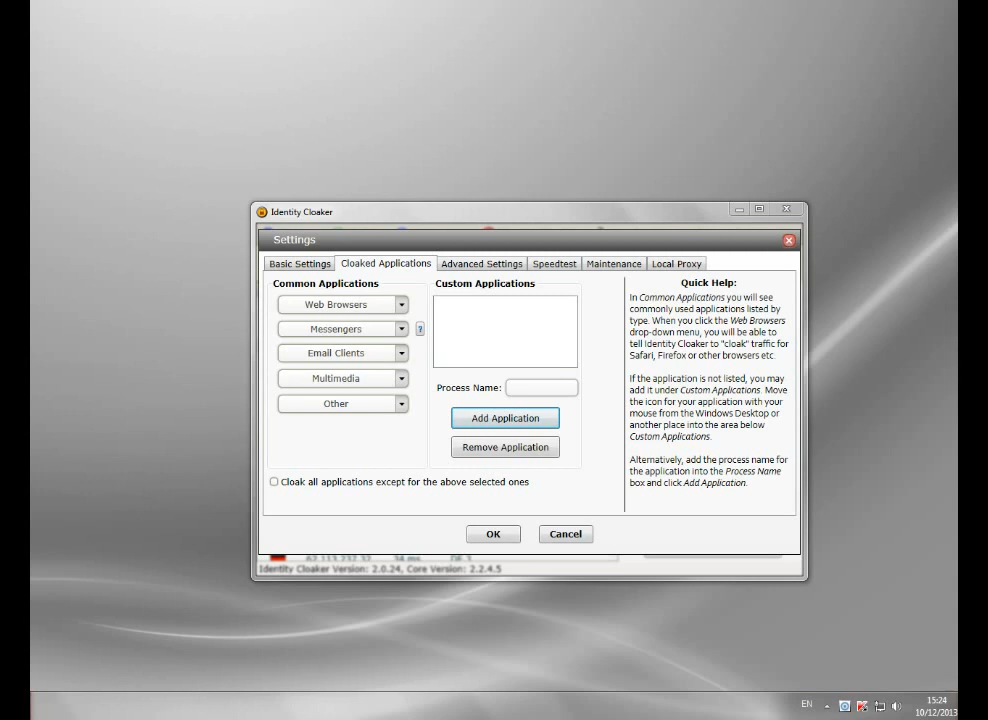 Identity Cloaker
Settings
Basic Settings
Cloaked Applications
Advanced Settings
Speedtest
Maintenance
Local Proxy
Common Applications
Web Browsers
Messengers
?
Email Clients
Multimedia
Other
Custom Applications
Process Name:
Add Application
Remove Application
Cloak all applications except for the above selected ones
Quick Help:
In Common Applications you will see
commonly used applications listed by
type. When you click the Web Browsers
drop-down menu, you will be able to
tell Identity Cloaker to "cloak" traffic for
Safari, Firefox or other browsers etc.
If the application is not listed, you may
add it under Custom Applications. Move
the icon for your application with your
mouse from the Windows Desktop or
another place into the area below
Custom Applications.
Alternatively, add the process name for
the application into the Process Name
box and click Add Application.
OK
Cancel
Identity Cloaker Version: 2.0.24, Core Version: 2.2.4.5
EN
15:24
10/12/2013